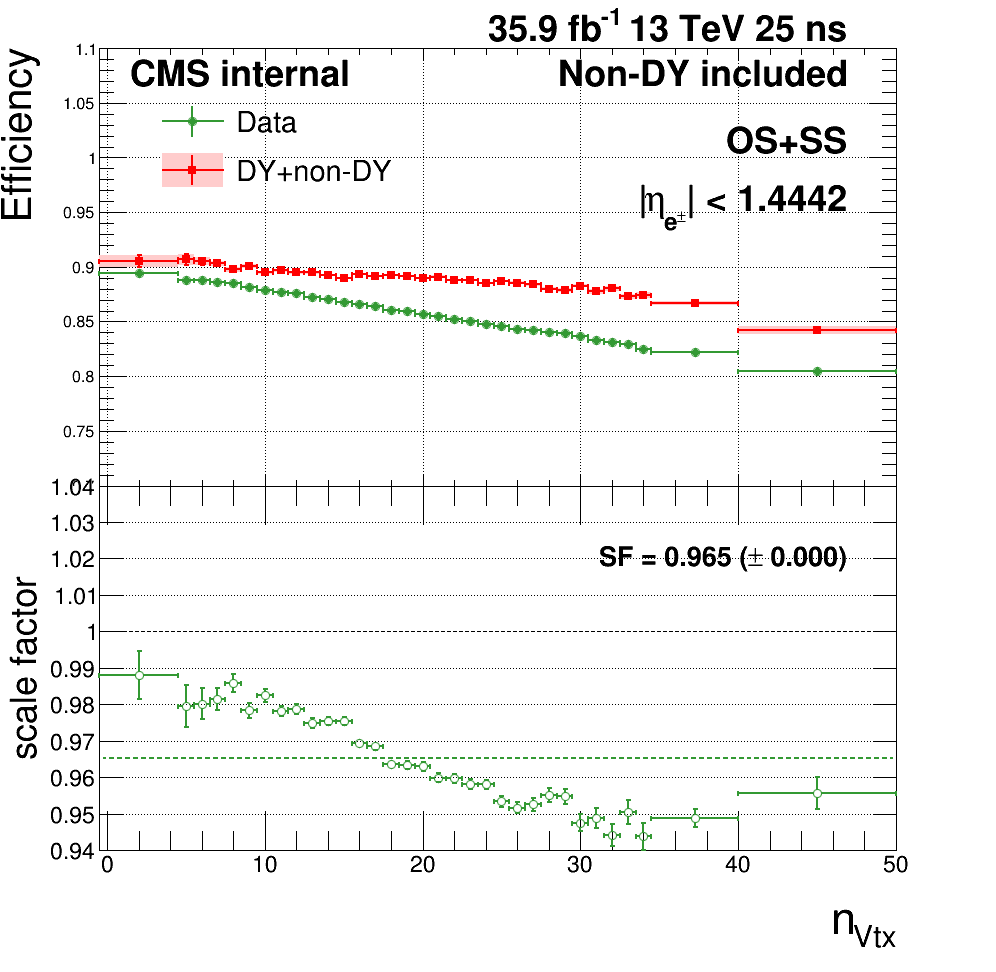 35.9 fb-1 13 TeV 25 ns
CMS internal
Non-DY included
Data
DY+non-DY
OS+SS
|ηe±| < 1.4442
Efficiency
1.1
1.05
1
0.95
0.9
0.85
0.8
0.75
1.04
1.03
1.02
1.01
1
0.99
0.98
0.97
0.96
0.95
0.94
SF = 0.965 (± 0.000)
scale factor
0 10 20 30 40 50
nVtx